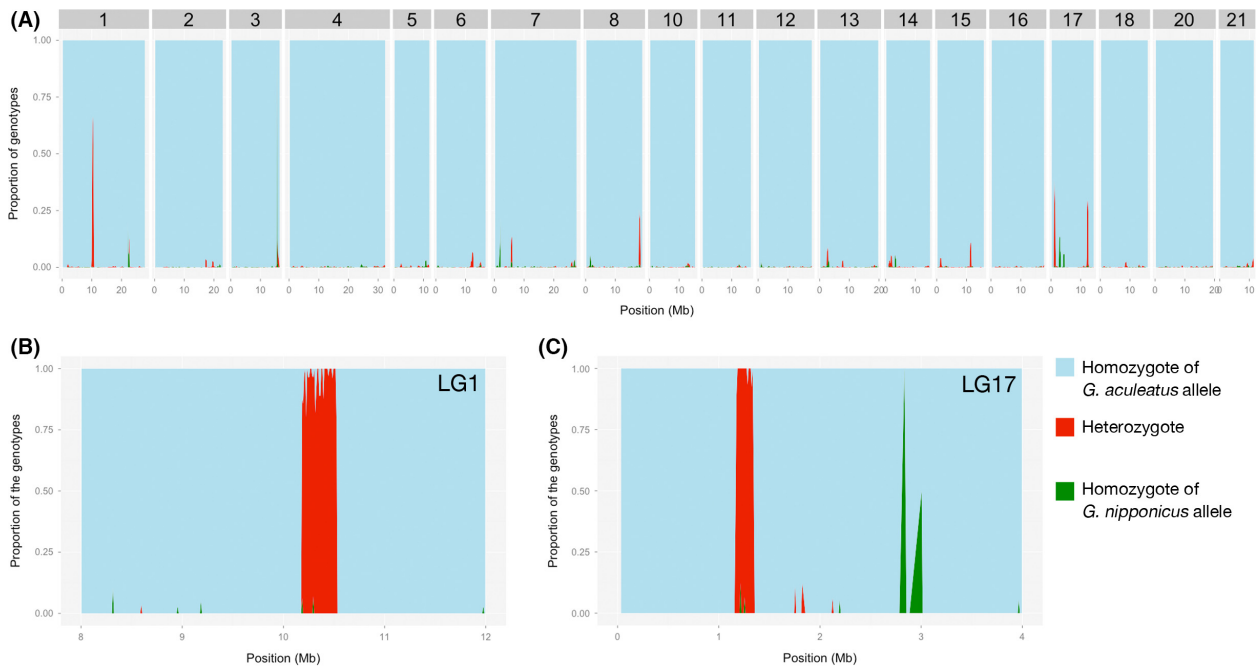 (A)
1 2 3 4 5 6 7 8 10 11 12 13 14 15 16 17 18 20 21
Proportion of genotypes
1.00
0.75
0.50
0.25
0.00
0 10 20 0 10 20 0 10 0 10 20 30 0 5 10 0 5 10 0 10 20 0 10 0 5 10 0 5 10 0 10 0 10 20 0 10 0 10 0 10 0 10 0 10 0 10 20 0 10
Position (Mb)
(B)
LG1
Proportion of the genotypes
1.00
0.75
0.50
0.25
0.00
8 9 10 11 12
Position (Mb)
(C)
LG17
Proportion of the genotypes
1.00
0.75
0.50
0.25
0.00
0 1 2 3 4
Position (Mb)
Homozygote of
G. aculeatus allele
Heterozygote
Homozygote of
G. nipponicus allele